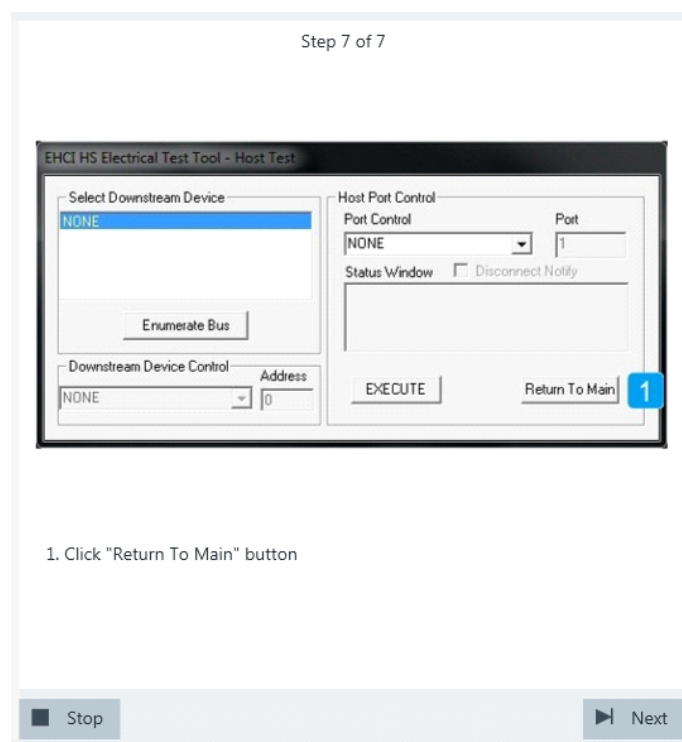 Step 7 of 7
EHCI HS Electrical Test Tool - Host Test
Select Downstream Device
NONE
Enumerate Bus
Downstream Device Control
Address
NONE
0
Host Port Control
Port Control
Port
NONE
1
Status Window
Disconnect Notify
EXECUTE
Return To Main
1
1. Click "Return To Main" button
Stop
Next